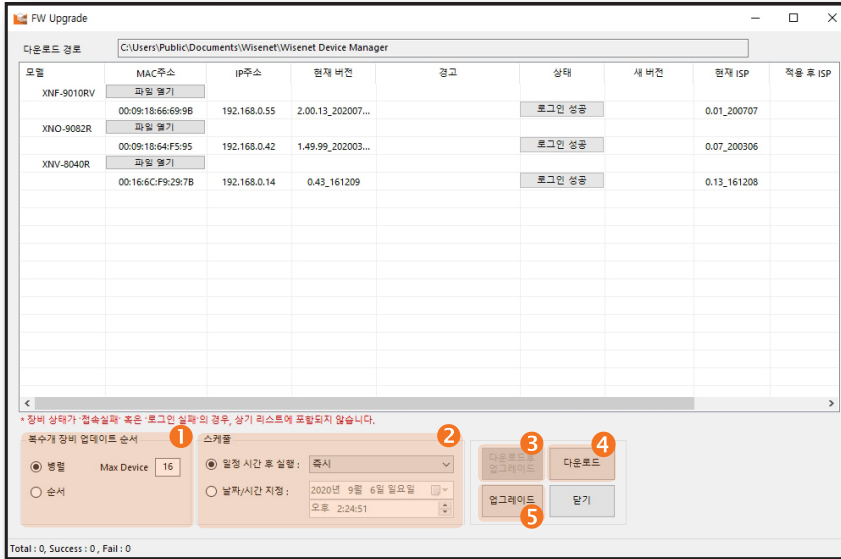 FW Upgrade
다운로드 경로 C:\Users\Public\Documents\Wisenet\Wisenet Device Manager
모델 MAC주소 IP주소 현재 버전 경고 상태 새 버전 현재 ISP 적용 후 ISP
XNF-9010RV 파일 열기
00:09:18:66:69:9B 192.168.0.55 2.00.13_202007... 로그인 성공 0.01_200707
XNO-9082R 파일 열기
00:09:18:64:F5:95 192.168.0.42 1.49.99_202003... 로그인 성공 0.07_200306
XNV-8040R 파일 열기
00:16:6C:F9:29:7B 192.168.0.14 0.43_161209 로그인 성공 0.13_161208
* 장비 상태가 '접속실패' 혹은 '로그인 실패'의 경우, 상기 리스트에 포함되지 않습니다.
복수개 장비 업데이트 순서 1
병렬 Max Device 16
순서
스케쥴 2
일정 시간 후 실행 : 즉시
날짜/시간 지정 : 2020년 9월 6일 일요일
오후 2:24:51
3
다운로드로
업그레이드
4
다운로드
업그레이드
5
닫기
Total : 0, Success : 0 , Fail : 0